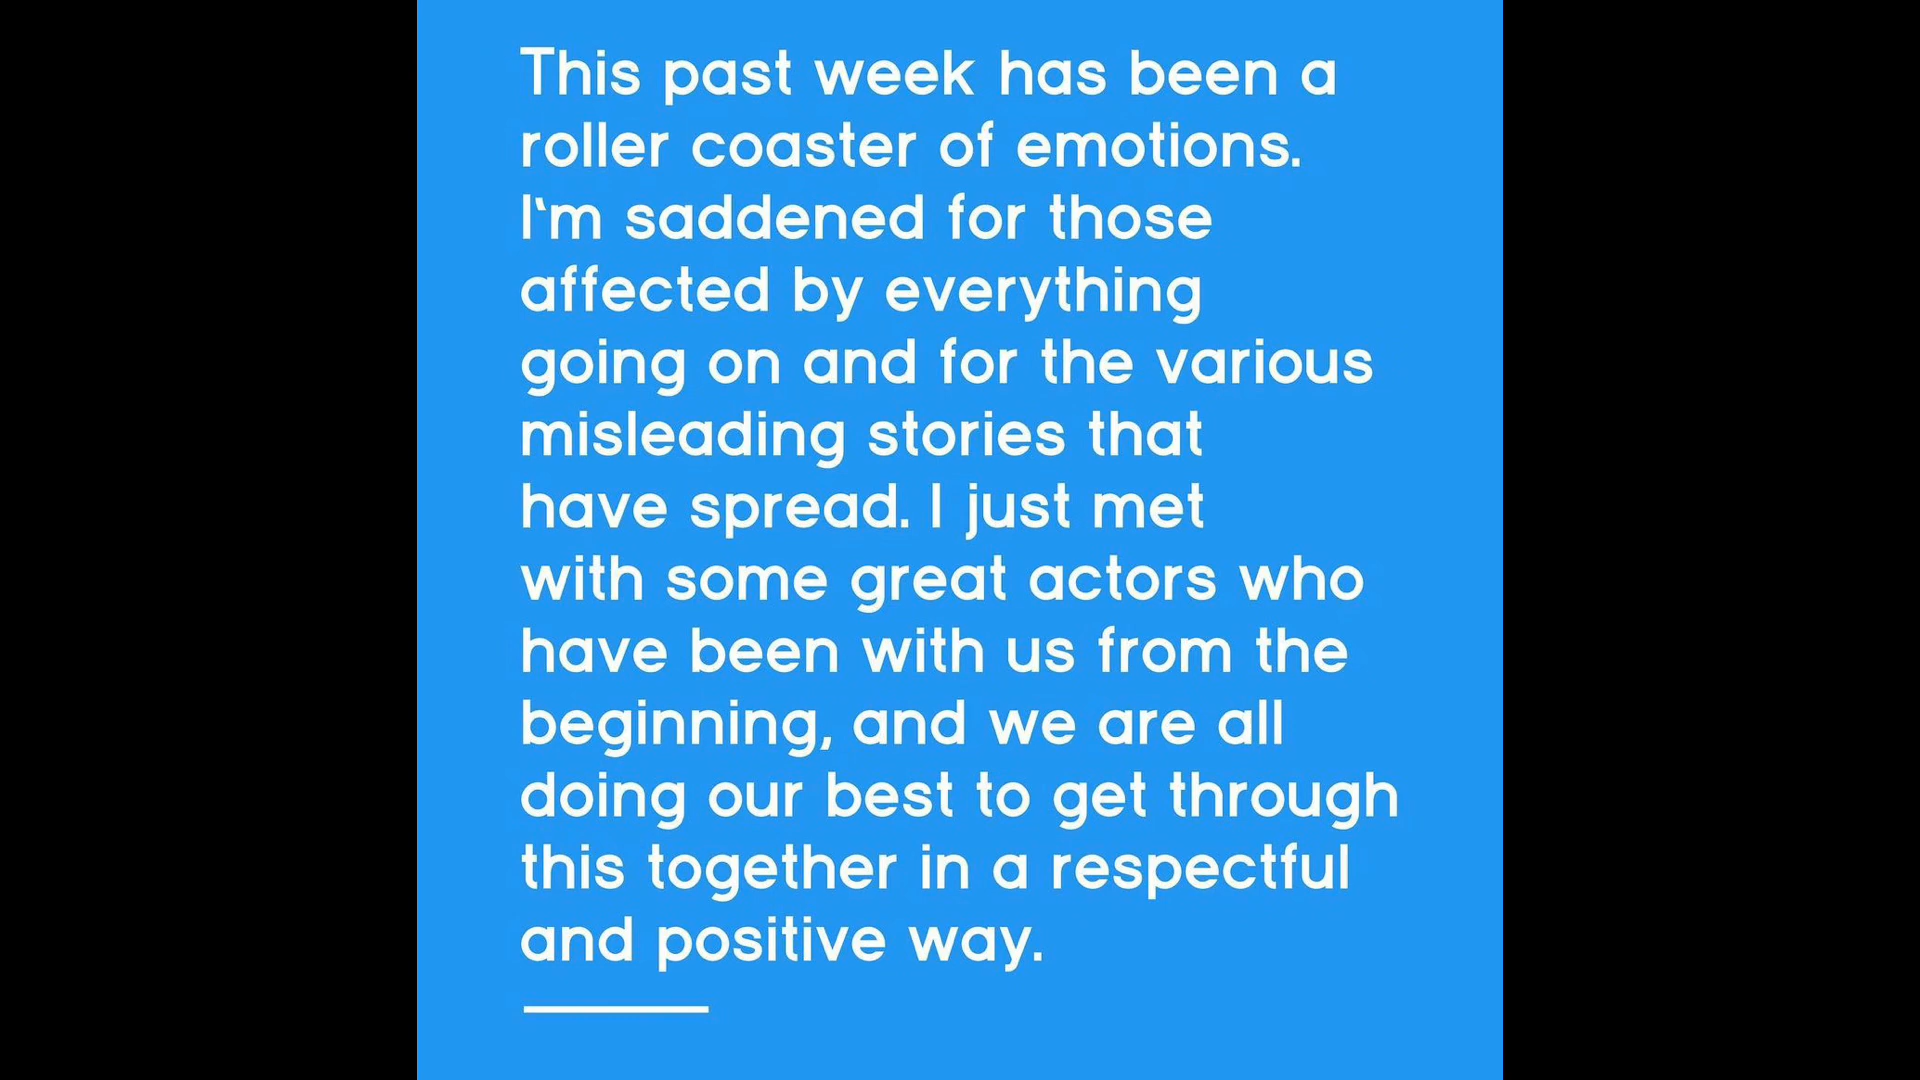 This past week has been a
roller coaster of emotions.
I‘m saddened for those
affected by everything
going on and for the various
misleading stories that
have spread. I just met
with some great actors who
have been with us from the
beginning, and we are all
doing our best to get through
this together in a respectful
and positive way.